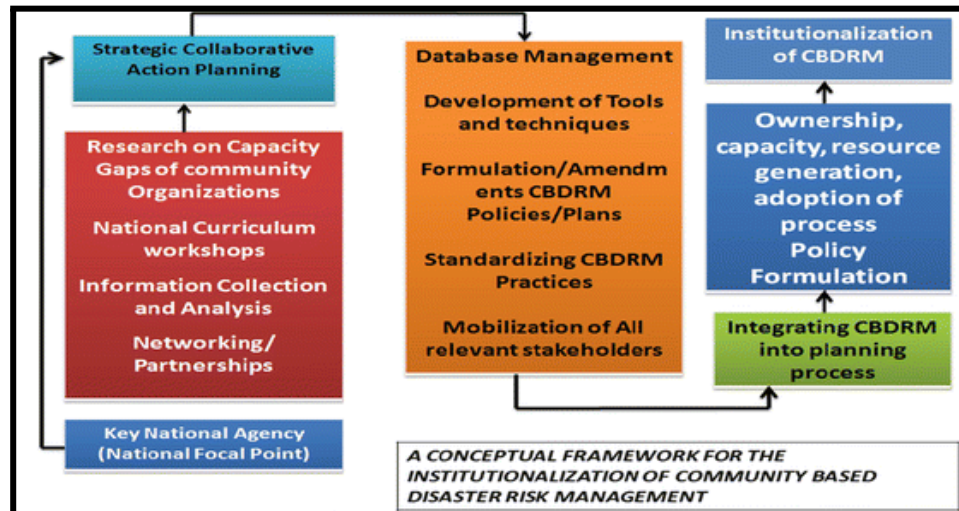 Strategic Collaborative
Action Planning
Research on Capacity
Gaps of community
Organizations
National Curriculum
workshops
Information Collection
and Analysis
Networking/
Partnerships
Key National Agency
(National Focal Point)
Database Management
Development of Tools
and techniques
Formulation/Amendm
ents CBDRM
Policies/Plans
Standardizing CBDRM
Practices
Mobilization of All
relevant stakeholders
Institutionalization
of CBDRM
Ownership,
capacity, resource
generation,
adoption of
process
Policy
Formulation
Integrating CBDRM
into planning
process
A CONCEPTUAL FRAMEWORK FOR THE
INSTITUTIONALIZATION OF COMMUNITY BASED
DISASTER RISK MANAGEMENT